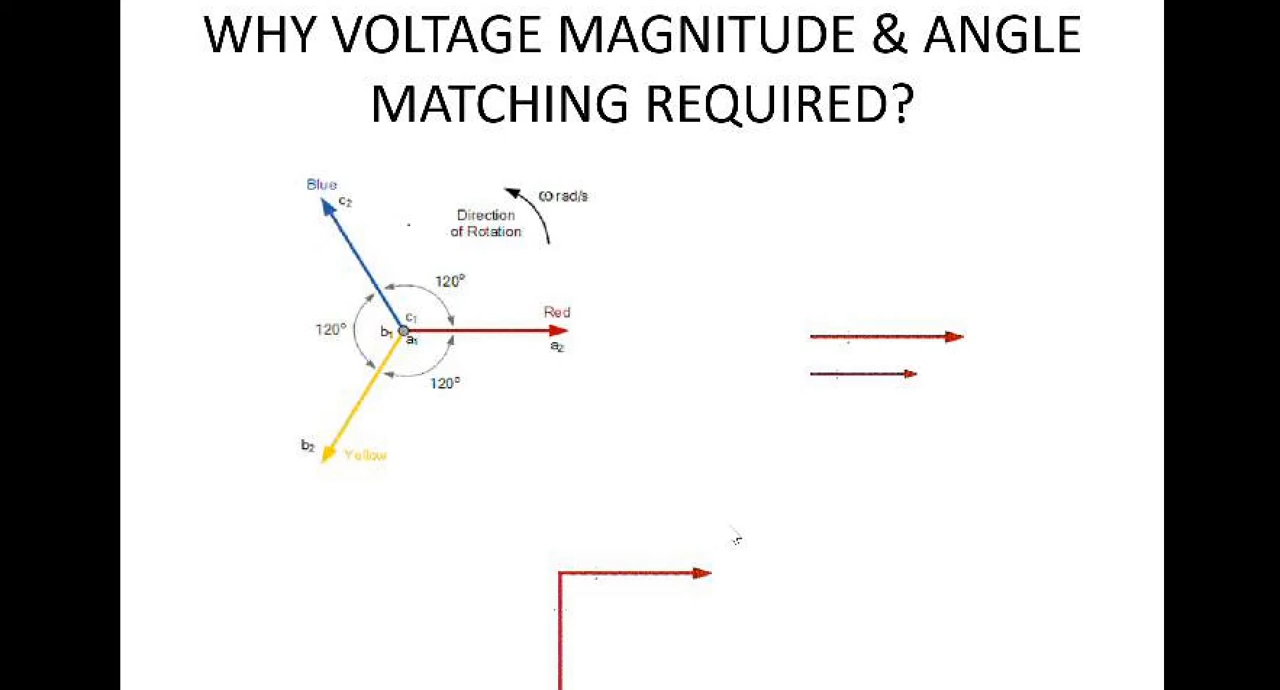 WHY VOLTAGE MAGNITUDE & ANGLE
MATCHING REQUIRED?
Blue
c2
ω rad/s
Direction
of Rotation
120°
Red
c1
120°
b1
a1
a2
120°
b2
Yellow